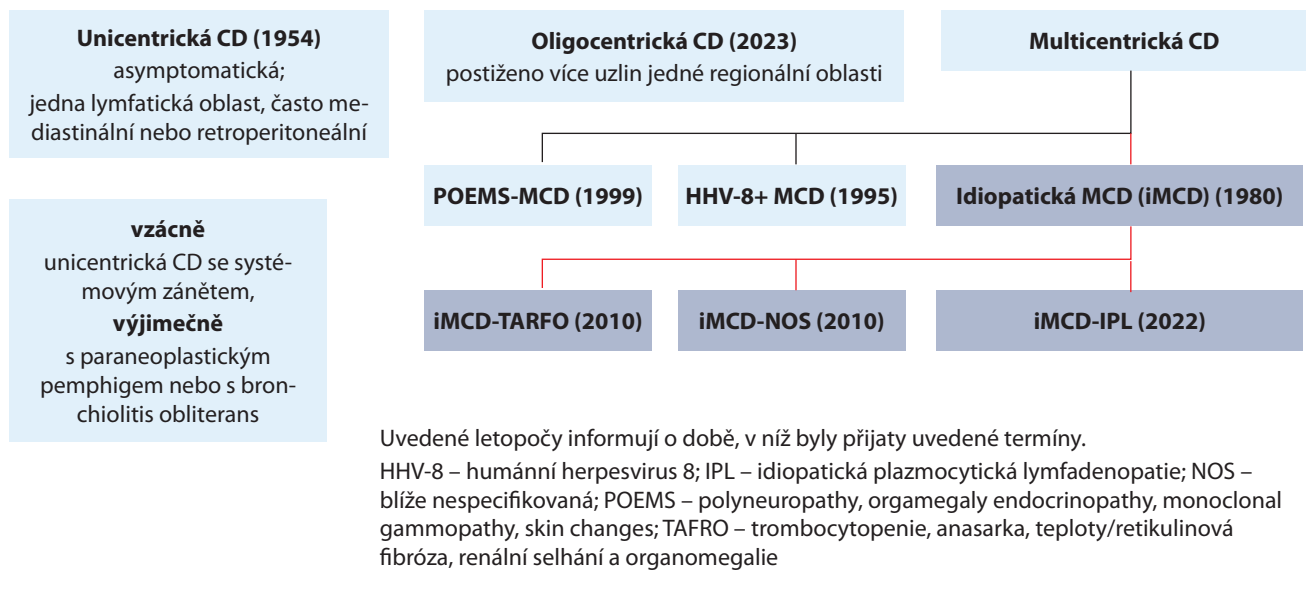 Unicentrická CD (1954)
asymptomatická;
jedna lymfatická oblast, často me-
diastinální nebo retroperitoneální
Oligocentrická CD (2023)
postiženo více uzlin jedné regionální oblasti
Multicentrická CD
POEMS-MCD (1999)
HHV-8+ MCD (1995)
Idiopatická MCD (iMCD) (1980)
vzácně
unicentrická CD se systé-
movým zánětem,
výjimečně
s paraneoplastickým
pemphigem nebo s bron-
chiolitis obliterans
iMCD-TARFO (2010)
iMCD-NOS (2010)
iMCD-IPL (2022)
Uvedené letopočy informují o době, v níž byly přijaty uvedené termíny.
HHV-8 – humánní herpesvirus 8; IPL – idiopatická plazmocytická lymfadenopatie; NOS –
blíže nespecifikovaná; POEMS – polyneuropathy, orgamegaly endocrinopathy, monoclonal
gammopathy, skin changes; TAFRO – trombocytopenie, anasarka, teploty/retikulinová
fibróza, renální selhání a organomegalie